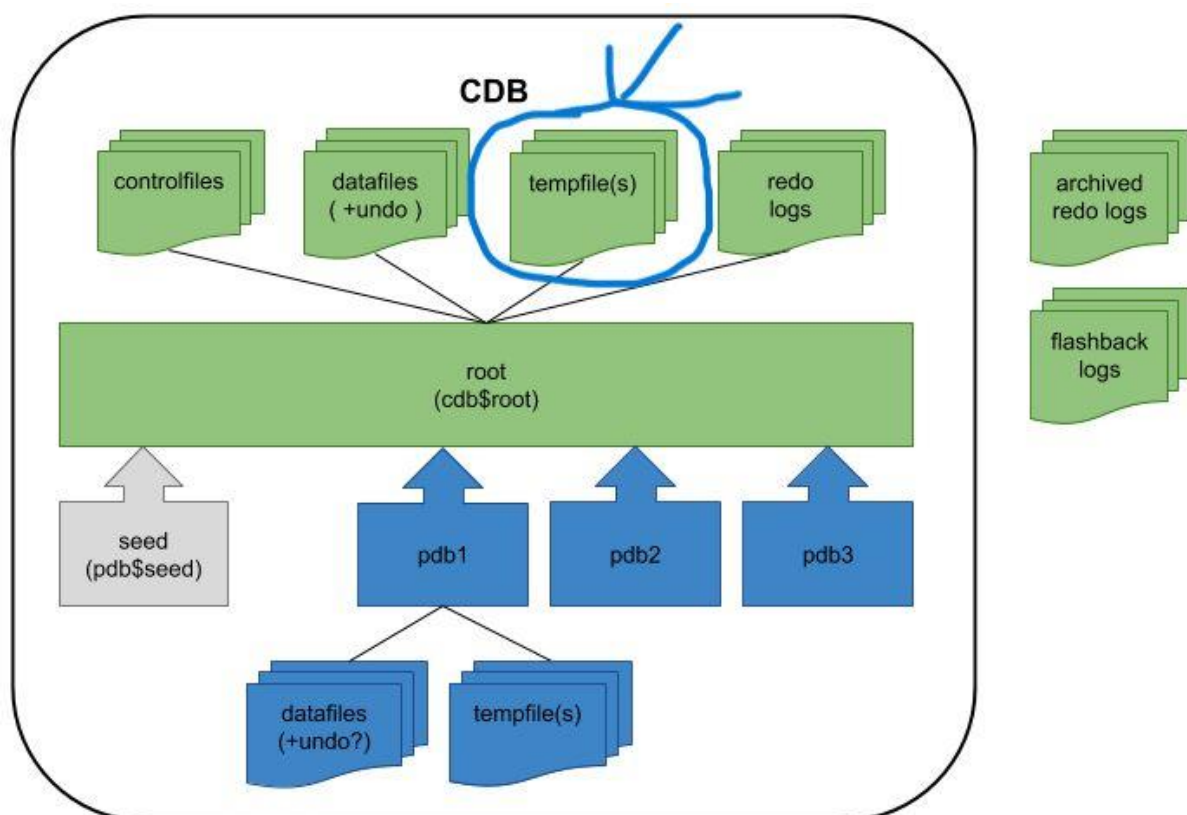 CDB
controlfiles
datafiles
( +undo )
tempfile(s)
redo
logs
archived
redo logs
flashback
logs
root
(cdb$root)
seed
(pdb$seed)
pdb1
pdb2
pdb3
datafiles
(+undo?)
tempfile(s)